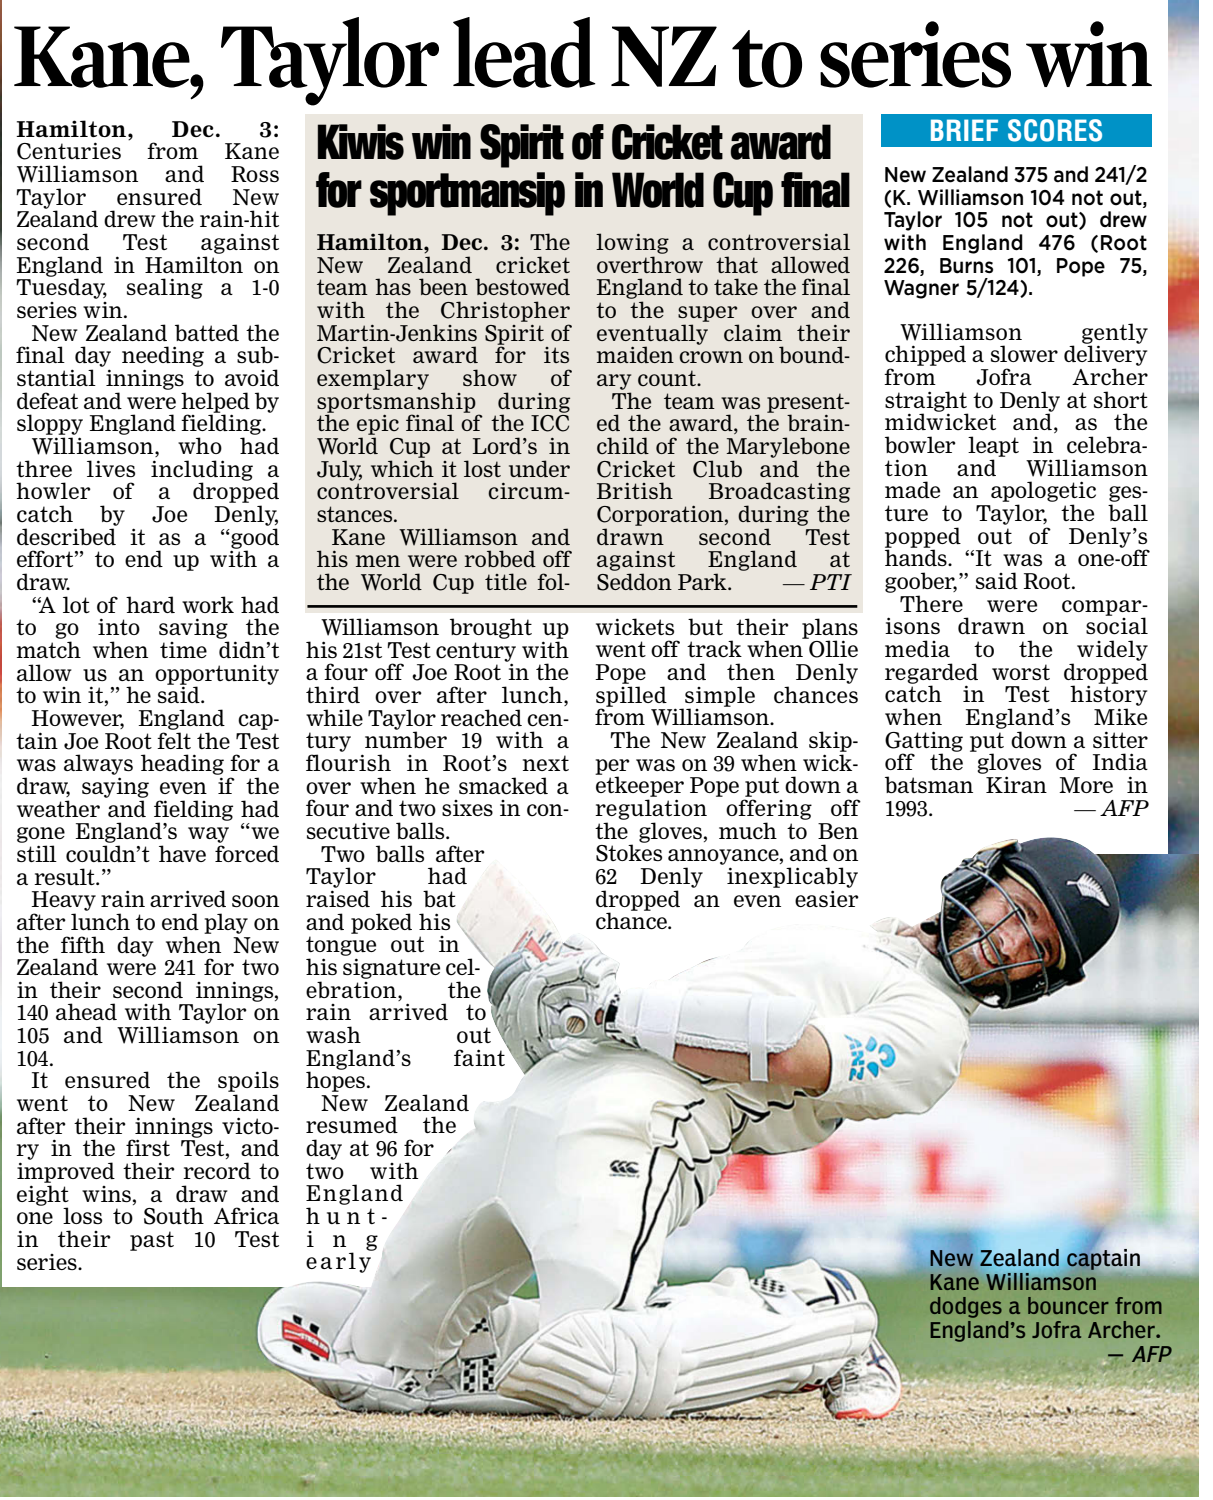 Kane, Taylor lead NZ to series win
Hamilton, Dec. 3:
Centuries from Kane
Williamson and Ross
Taylor ensured New
Zealand drew the rain-hit
second Test against
England in Hamilton on
Tuesday, sealing a 1-0
series win.
New Zealand batted the
final day needing a sub-
stantial innings to avoid
defeat and were helped by
sloppy England fielding.
Williamson, who had
three lives including a
howler of a dropped
catch by Joe Denly,
described it as a “good
effort” to end up with a
draw.
“A lot of hard work had
to go into saving the
match when time didn’t
allow us an opportunity
to win it,” he said.
However, England cap-
tain Joe Root felt the Test
was always heading for a
draw, saying even if the
weather and fielding had
gone England’s way “we
still couldn’t have forced
a result.”
Heavy rain arrived soon
after lunch to end play on
the fifth day when New
Zealand were 241 for two
in their second innings,
140 ahead with Taylor on
105 and Williamson on
104.
It ensured the spoils
went to New Zealand
after their innings victo-
ry in the first Test, and
improved their record to
eight wins, a draw and
one loss to South Africa
in their past 10 Test
series.
Kiwis win Spirit of Cricket award
for sportmansip in World Cup final
Hamilton, Dec. 3: The
New Zealand cricket
team has been bestowed
with the Christopher
Martin-Jenkins Spirit of
Cricket award for its
exemplary show of
sportsmanship during
the epic final of the ICC
World Cup at Lord’s in
July, which it lost under
controversial circum-
stances.
Kane Williamson and
his men were robbed off
the World Cup title fol-
lowing a controversial
overthrow that allowed
England to take the final
to the super over and
eventually claim their
maiden crown on bound-
ary count.
The team was present-
ed the award, the brain-
child of the Marylebone
Cricket Club and the
British Broadcasting
Corporation, during the
drawn second Test
against England at
Seddon Park. — PTI
Williamson brought up
his 21st Test century with
a four off Joe Root in the
third over after lunch,
while Taylor reached cen-
tury number 19 with a
flourish in Root’s next
over when he smacked a
four and two sixes in con-
secutive balls.
Two balls after
Taylor had
raised his bat
and poked his
tongue out in
his signature cel-
ebration, the
rain arrived to
wash out
England’s faint
hopes.
New Zealand
resumed the
day at 96 for
two with
England
hunt-
ing
early
wickets but their plans
went off track when Ollie
Pope and then Denly
spilled simple chances
from Williamson.
The New Zealand skip-
per was on 39 when wick-
etkeeper Pope put down a
regulation offering off
the gloves, much to Ben
Stokes annoyance, and on
62 Denly inexplicably
dropped an even easier
chance.
BRIEF SCORES
New Zealand 375 and 241/2
(K. Williamson 104 not out,
Taylor 105 not out) drew
with England 476 (Root
226, Burns 101, Pope 75,
Wagner 5/124).
Williamson gently
chipped a slower delivery
from Jofra Archer
straight to Denly at short
midwicket and, as the
bowler leapt in celebra-
tion and Williamson
made an apologetic ges-
ture to Taylor, the ball
popped out of Denly’s
hands. “It was a one-off
goober,” said Root.
There were compar-
isons drawn on social
media to the widely
regarded worst dropped
catch in Test history
when England’s Mike
Gatting put down a sitter
off the gloves of India
batsman Kiran More in
1993. — AFP
ANZ
New Zealand captain
Kane Williamson
dodges a bouncer from
England’s Jofra Archer.
— AFP